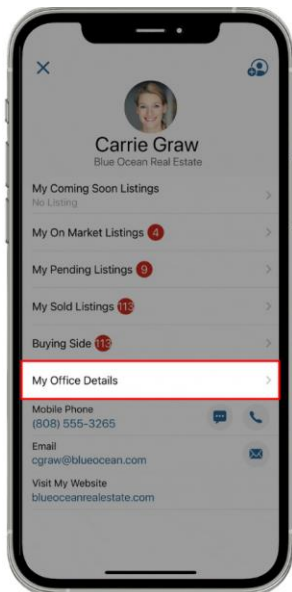 Carrie Graw
Blue Ocean Real Estate
My Coming Soon Listings
No Listing
My On Market Listings 4
My Pending Listings 9
My Sold Listings 113
Buying Side 113
My Office Details
Mobile Phone
(808) 555-3265
Email
cgraw@blueocean.com
Visit My Website
blueoceanrealestate.com